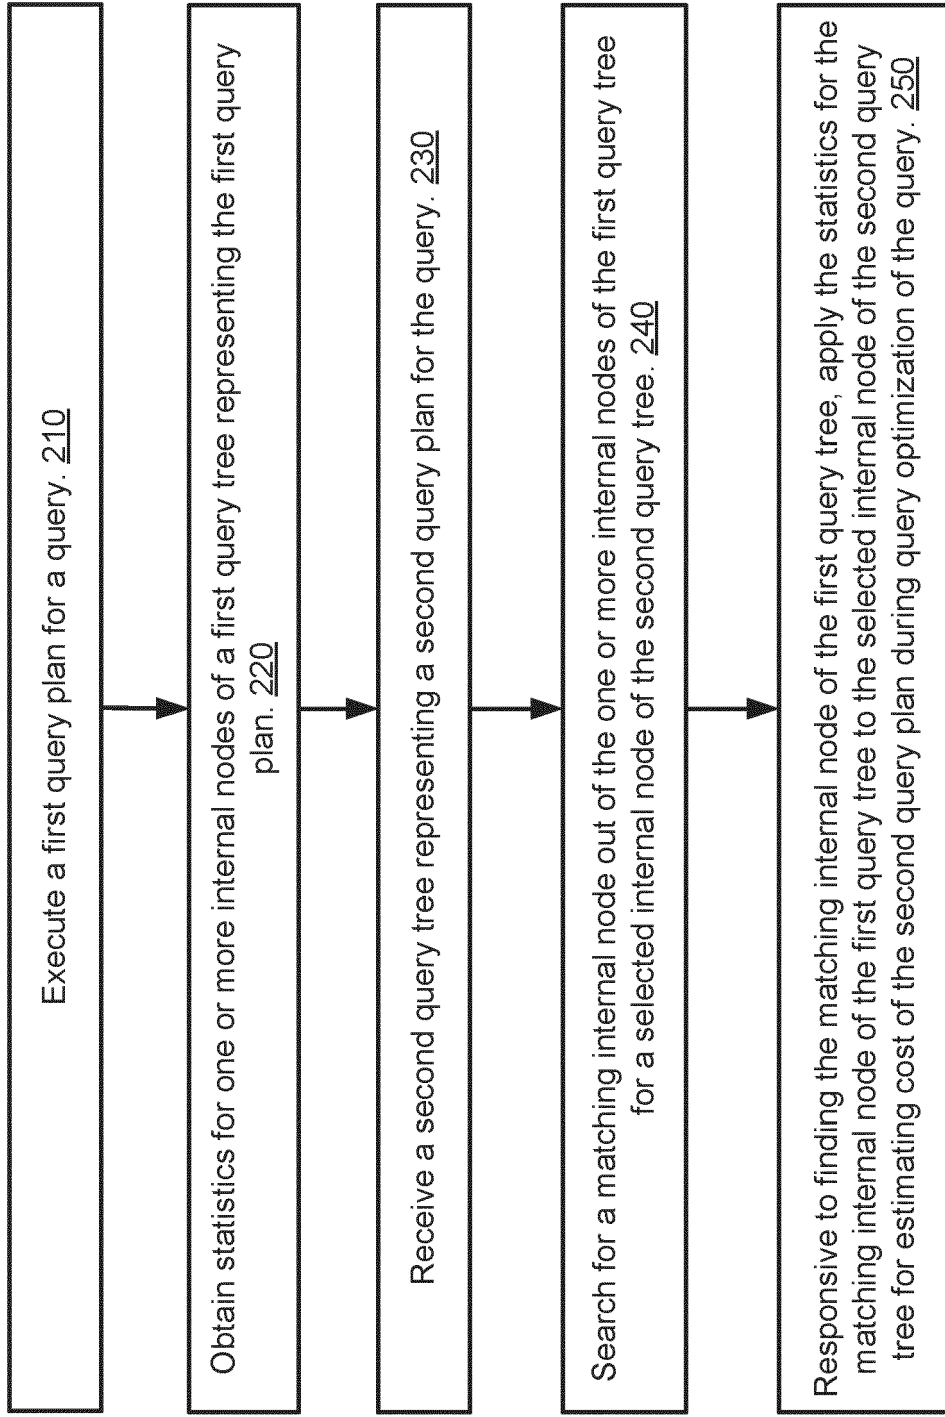 Execute a first query plan for a query. 210
Obtain statistics for one or more internal nodes of a first query tree representing the first query
plan. 220
Receive a second query tree representing a second query plan for the query. 230
Search for a matching internal node out of the one or more internal nodes of the first query tree
for a selected internal node of the second query tree. 240
Responsive to finding the matching internal node of the first query tree, apply the statistics for the
matching internal node of the first query tree to the selected internal node of the second query
tree for estimating cost of the second query plan during query optimization of the query. 250